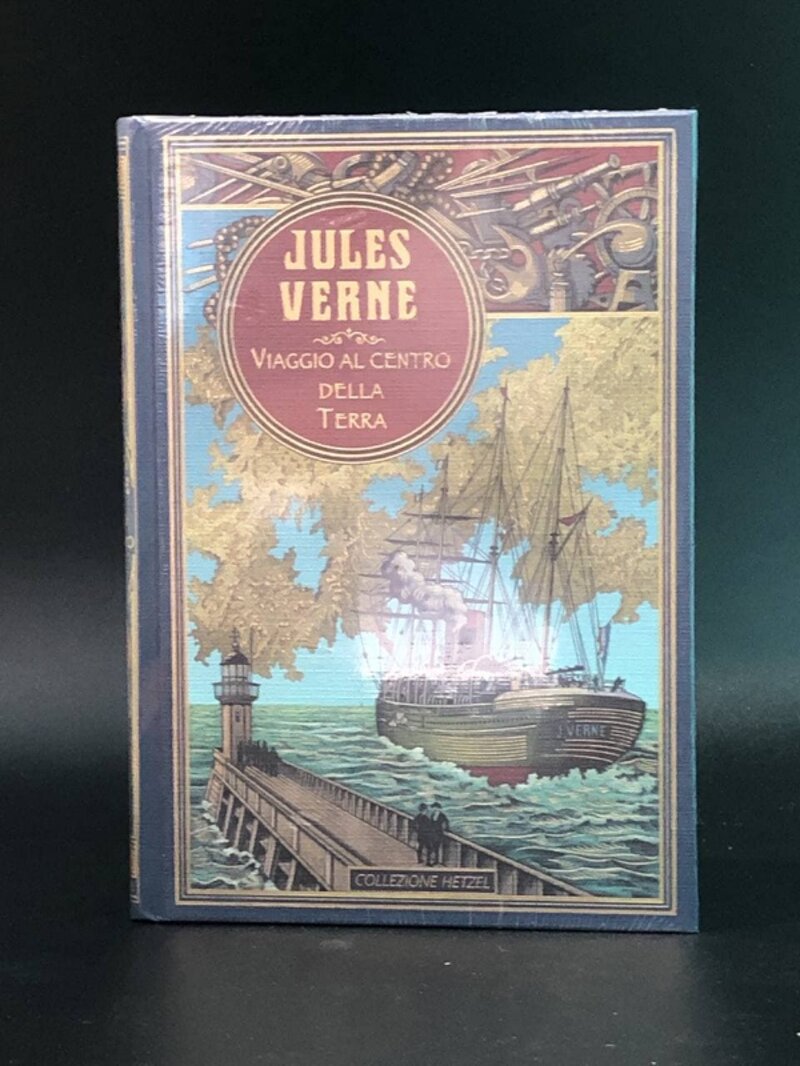 JULES
VERNE
VIAGGIO AL CENTRO
DELLA
TERRA
J.VERNE
COLLEZIONE HETZEL